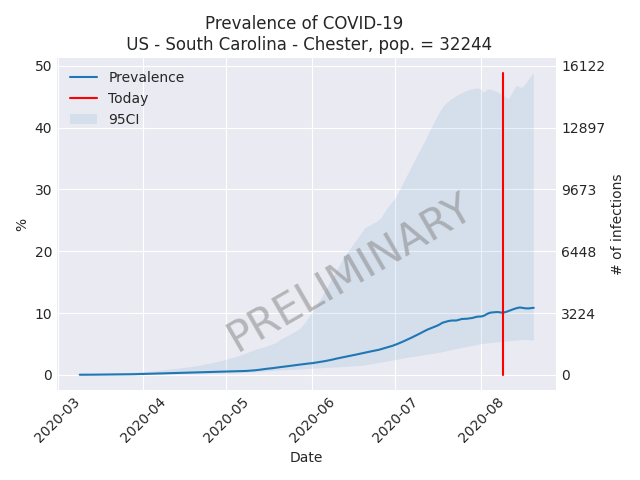 Prevalence of COVID-19
US - South Carolina - Chester, pop. = 32244
Prevalence
Today
95CI
50
40
30
20
10
0
%
16122
12897
9673
6448
3224
0
# of infections
PRELIMINARY
2020-03
2020-04
2020-05
2020-06
2020-07
2020-08
Date